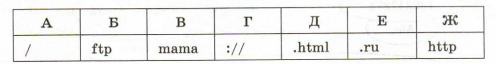 А Б В Г Д Е Ж
/ ftp mama :// .html .ru http